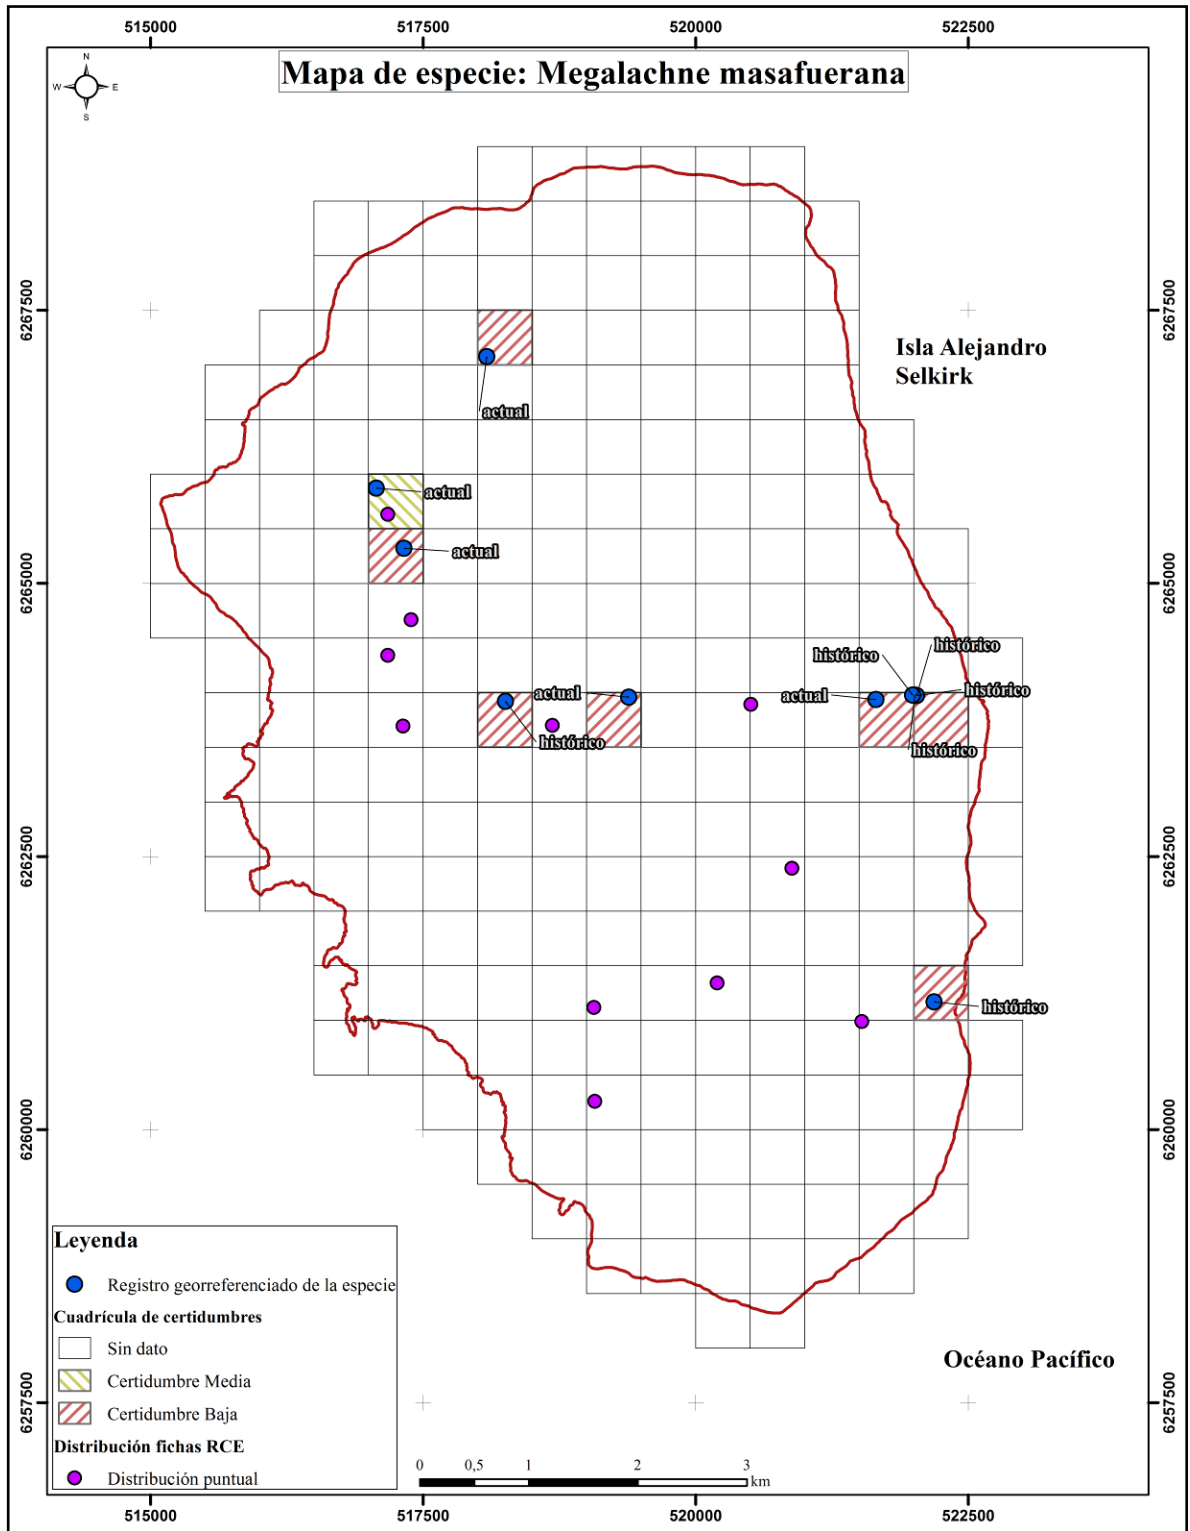 515000 517500 520000 522500
Mapa de especie: Megalachne masafuerana
N
W E
S
6267500 6267500
Isla Alejandro
Selkirk
actual
actual
actual
6265000 6265000
histórico
histórico
histórico
actual
actual
histórico
histórico
6262500 6262500
histórico
6260000 6260000
Leyenda
Registro georreferenciado de la especie
Cuadrícula de certidumbres
Sin dato
Certidumbre Media
Certidumbre Baja
Distribución fichas RCE
Distribución puntual
Océano Pacífico
6257500 6257500
0 0,5 1 2 3
km
515000 517500 520000 522500